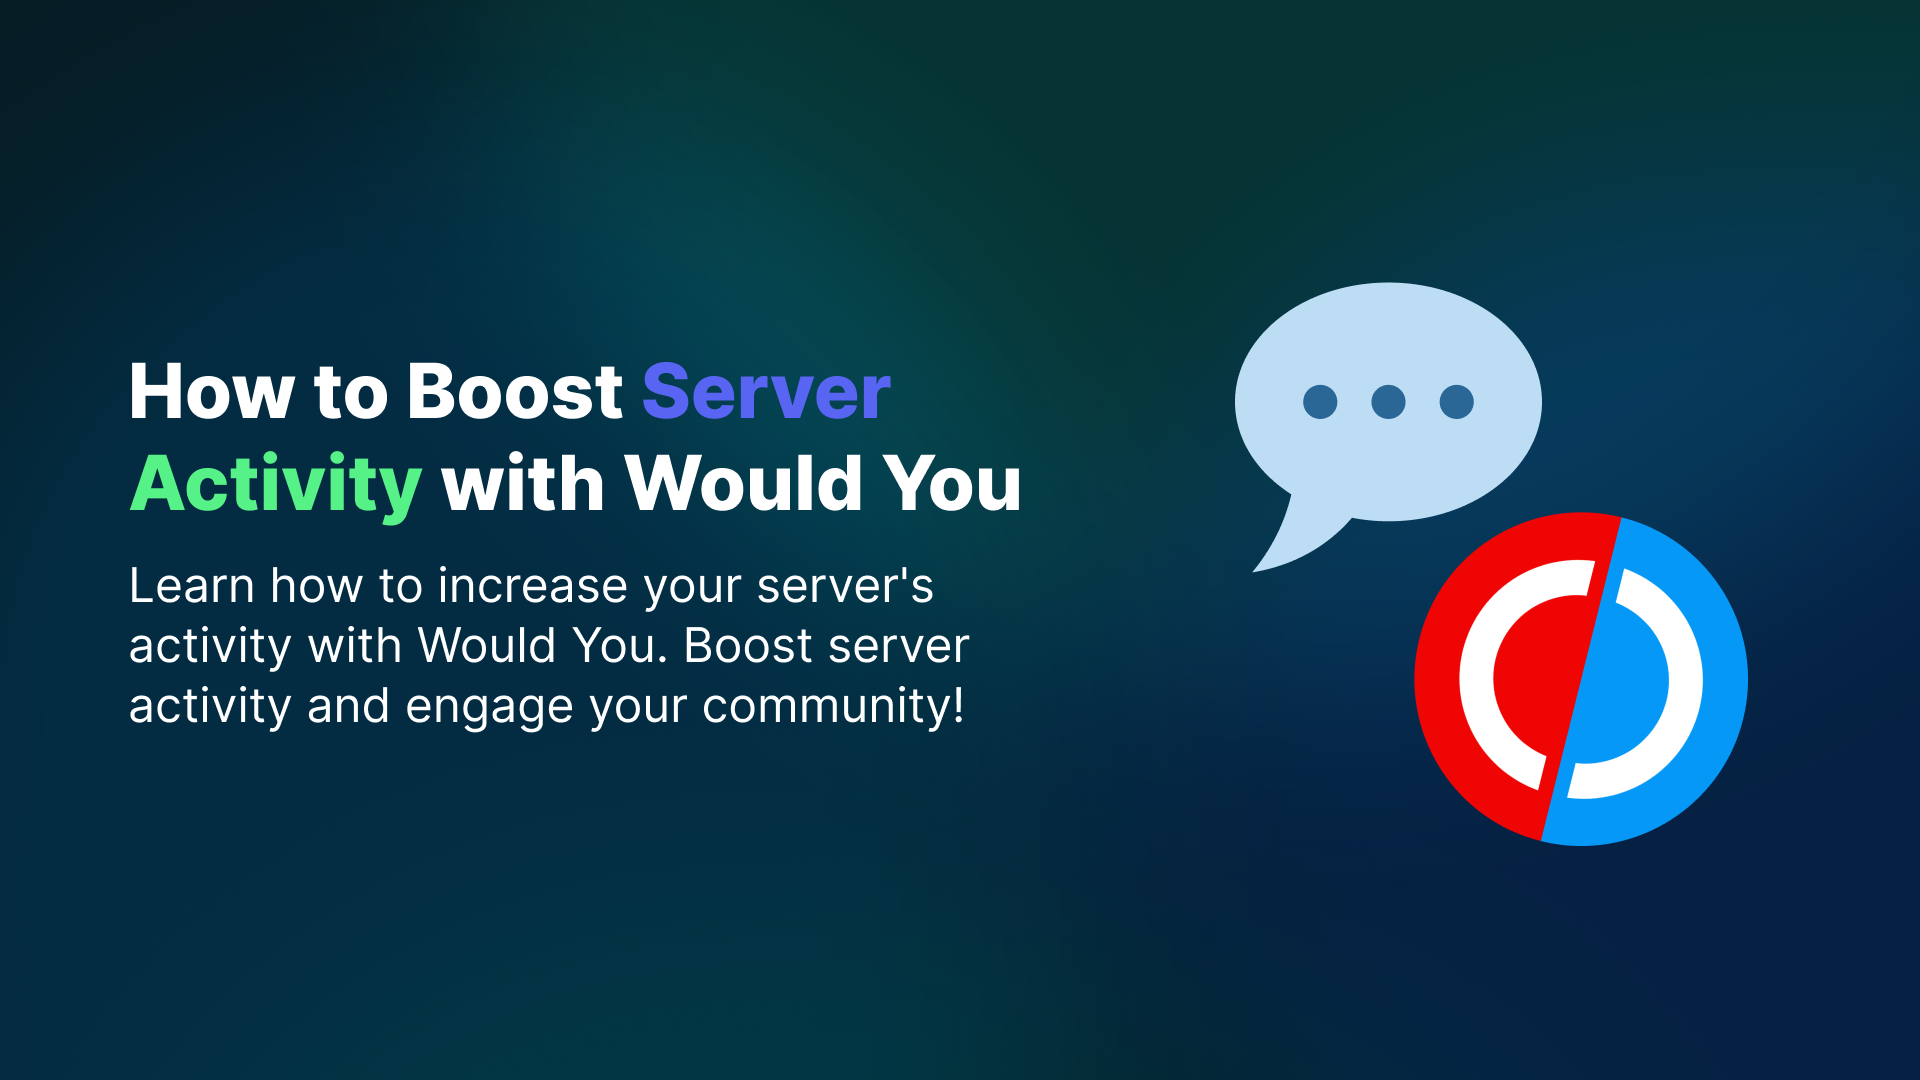 How to Boost Server
Activity with Would You
Learn how to increase your server's
activity with Would You. Boost server
activity and engage your community!